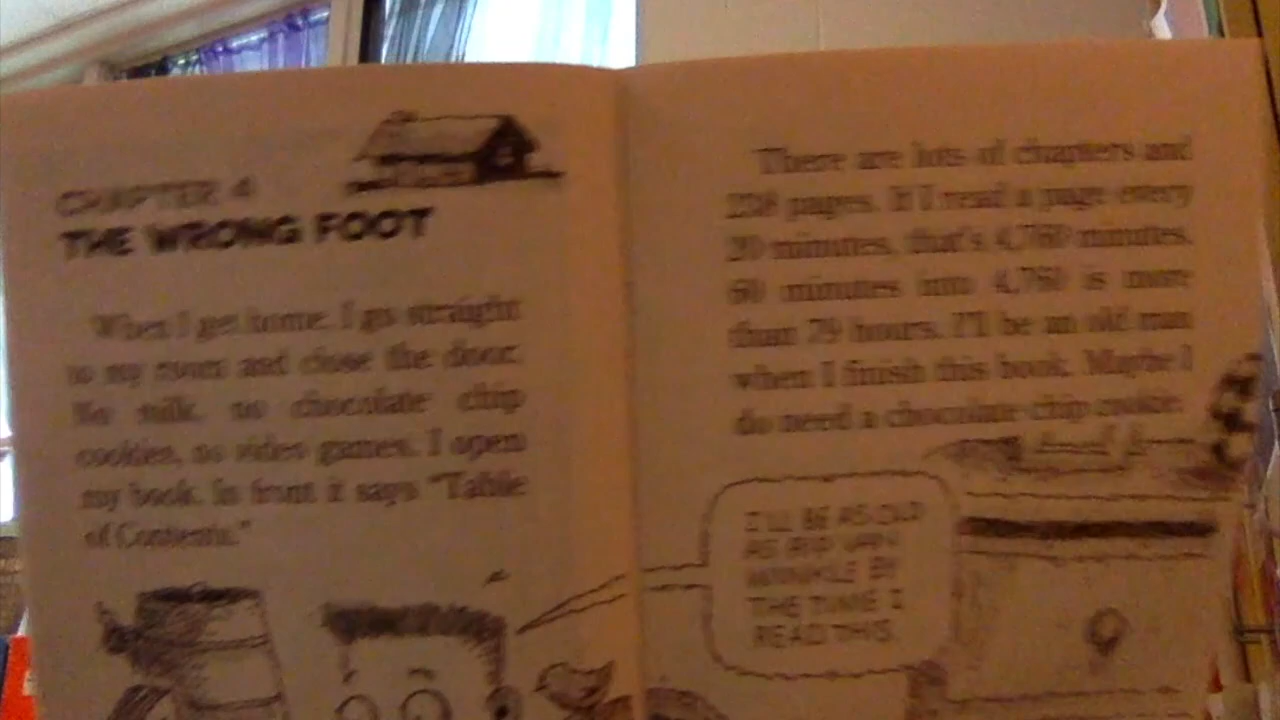 CHAPTER 4
THE WRONG FOOT
When I get home, I go straight
to my room and close the door.
No milk, no chocolate chip
cookies, no video games. I open
my book. In front it says "Table
of Contents."
There are lots of chapters and
238 pages. If I read a page every
20 minutes, that's 4,760 minutes.
60 minutes into 4,760 is more
than 79 hours. I'll be an old man
when I finish this book. Maybe I
do need a chocolate chip cookie.
I'LL BE AS OLD
AS RIP VAN
WINKLE BY
THE TIME I
READ THIS.